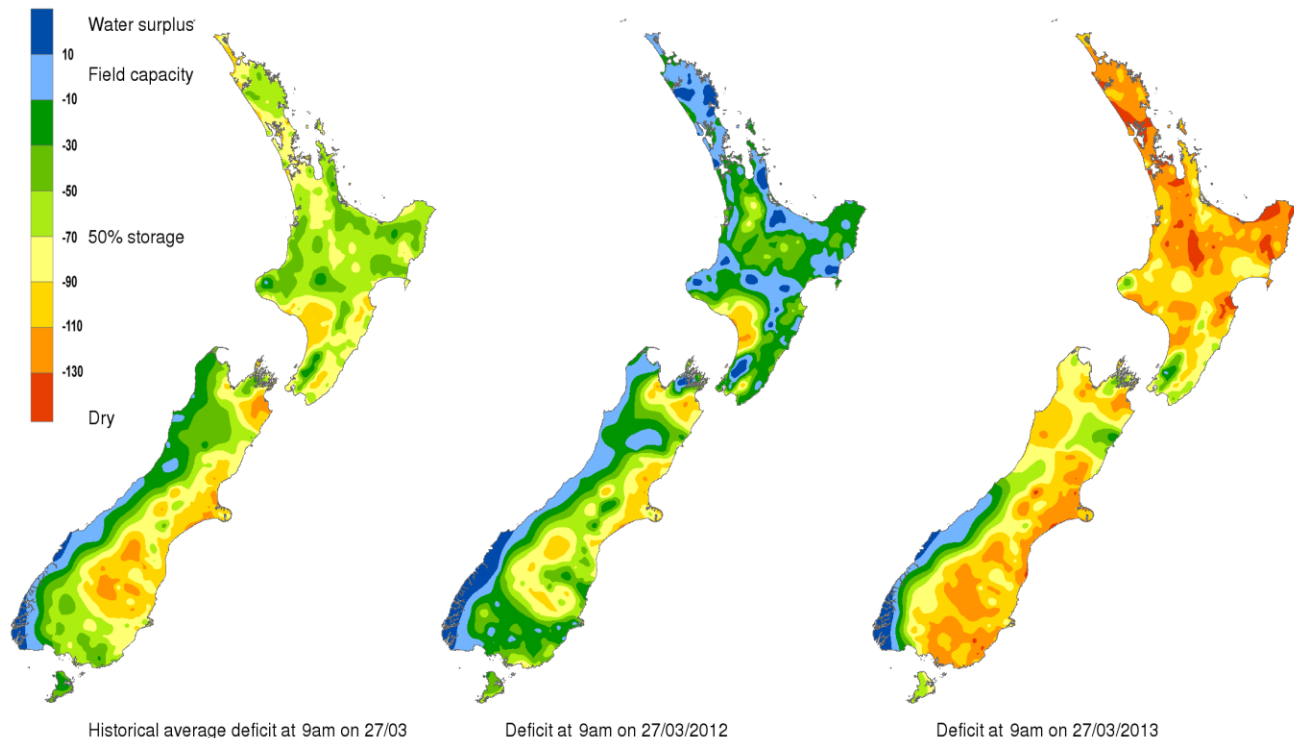 Water surplus
10
Field capacity
-10
-30
-50
-70
50% storage
-90
-110
-130
Dry
Historical average deficit at 9am on 27/03
Deficit at 9am on 27/03/2012
Deficit at 9am on 27/03/2013